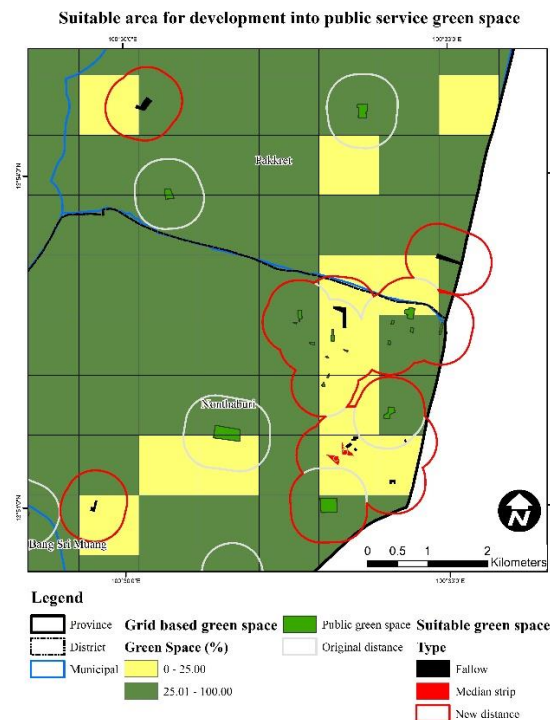 Suitable area for development into public service green space
Pakkret
Nonthaburi
Bang Sri Muang
N
0 0.5 1 2
Kilometers
Legend
Province
District
Municipal
Grid based green space
Green Space (%)
0 - 25.00
25.01 - 100.00
Public green space
Original distance
Suitable green space
Type
Fallow
Median strip
New distance